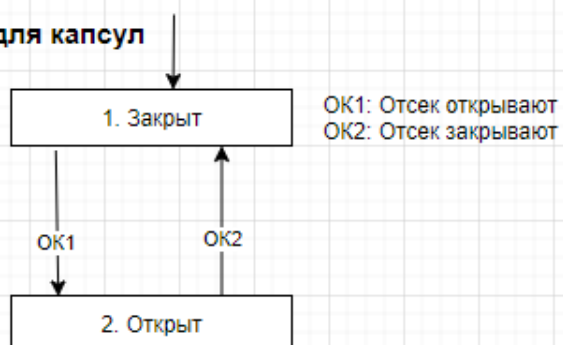 для капсул
1. Закрыт
ОК1: Отсек открывают
ОК2: Отсек закрывают
ОК1
ОК2
2. Открыт